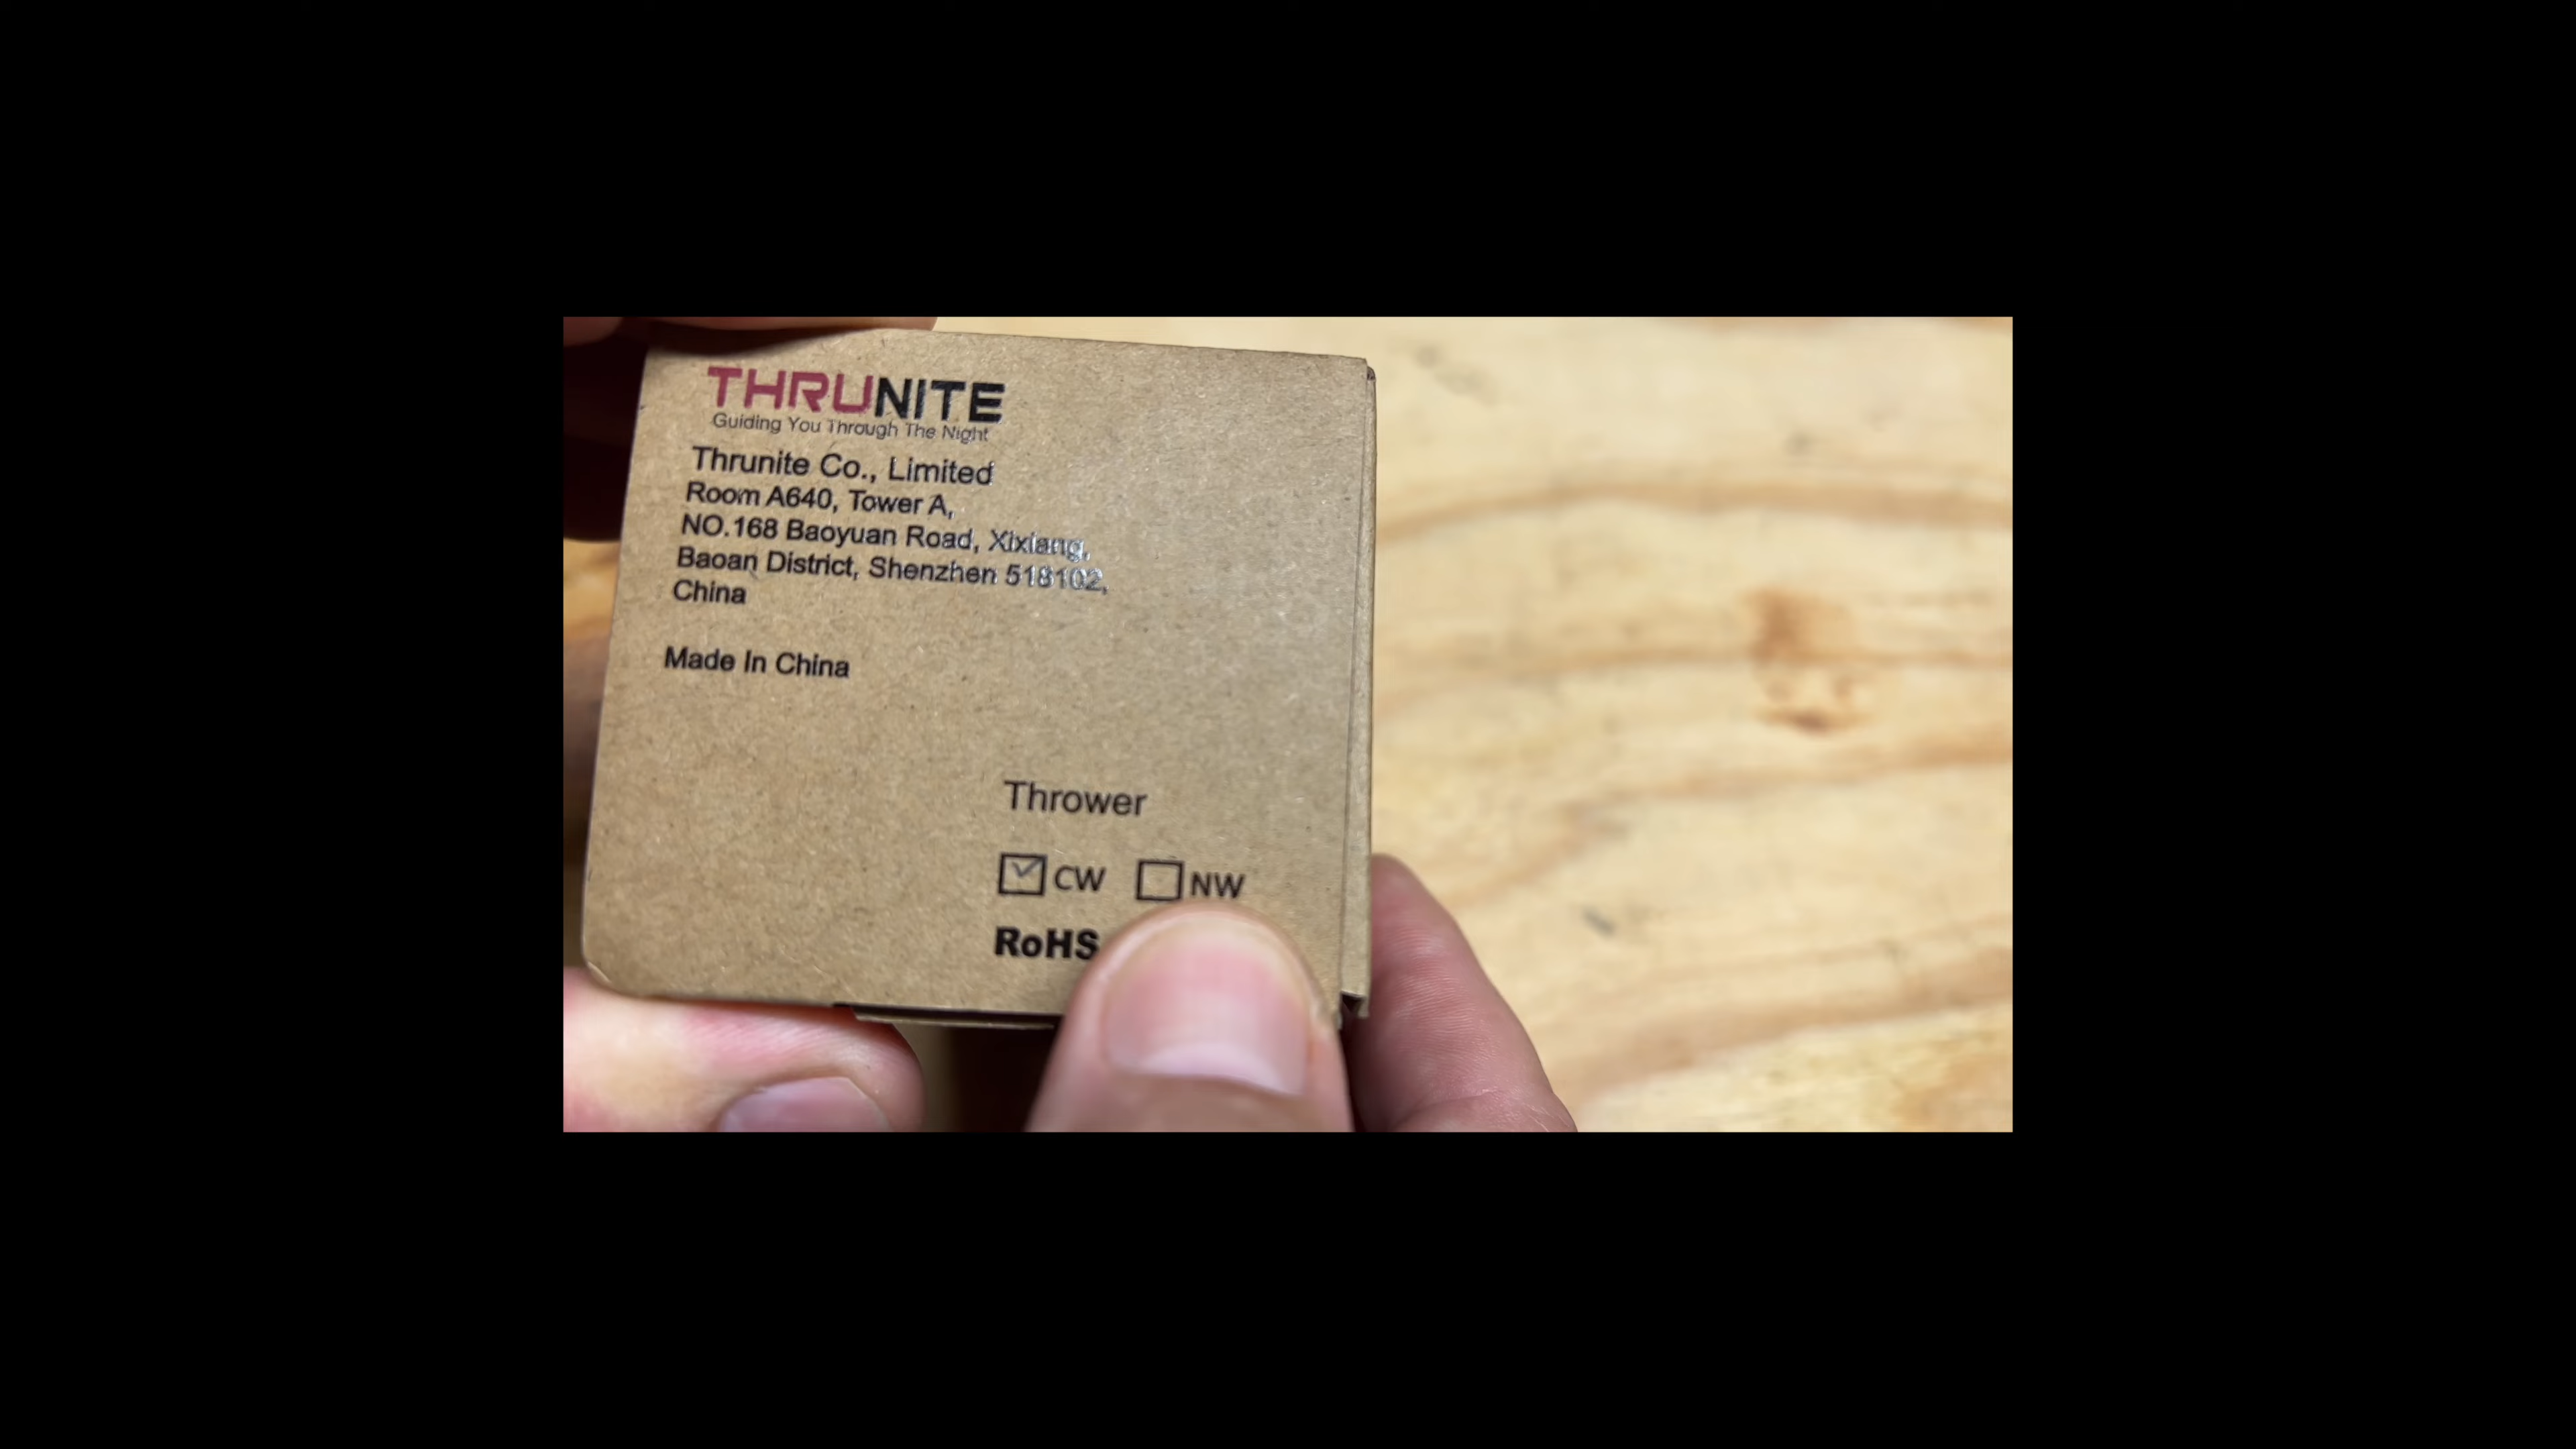 THRUNITE
Guiding You Through The Night
Thrunite Co., Limited
Room A640, Tower A,
NO.168 Baoyuan Road, Xixiang,
Baoan District, Shenzhen 518102,
China
Made In China
Thrower
CW NW
RoHS